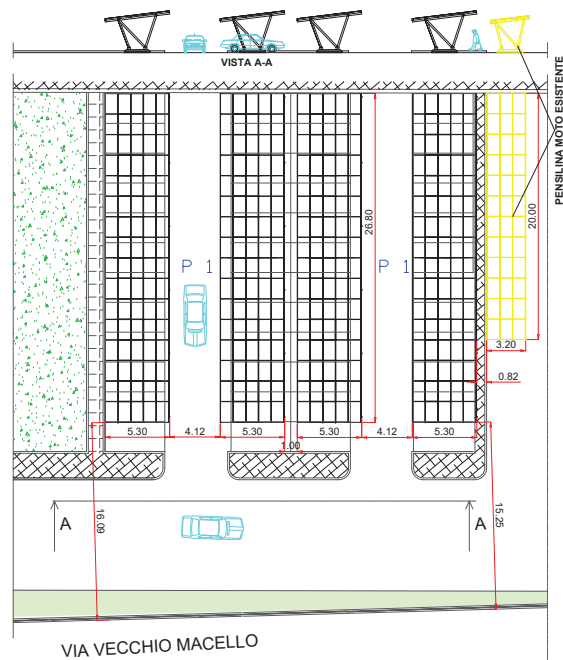 VISTA A-A
PENSILINA MOTO ESISTENTE
26.80
20.00
P 1
P 1
3.20
0.82
5.30
4.12
5.30
1.00
5.30
4.12
5.30
16.09
15.25
A
A
VIA VECCHIO MACELLO